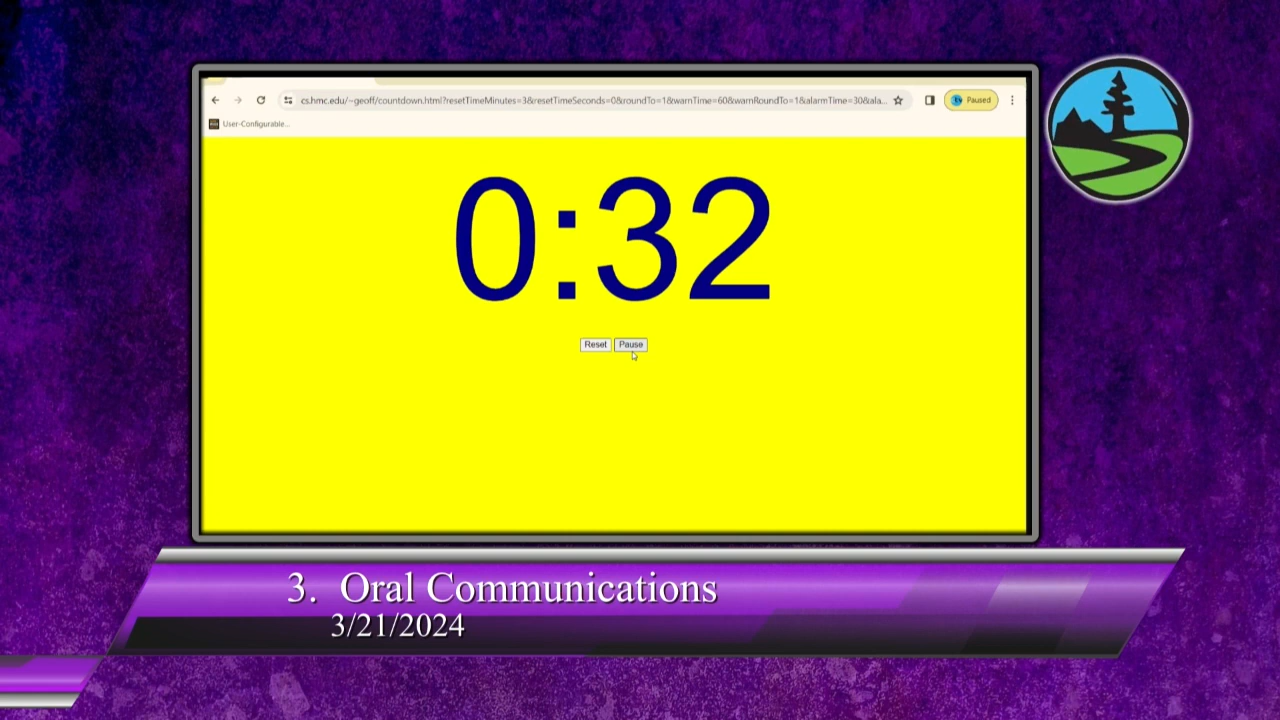 cs.hmc.edu/~geoff/countdown.html?resetTimeMinutes=3&resetTimeSeconds=0&roundTo=1&warnTime=60&warnRoundTo=1&alarmTime=30&ala...
Paused
User-Configurable...
0:32
Reset Pause
3. Oral Communications
3/21/2024